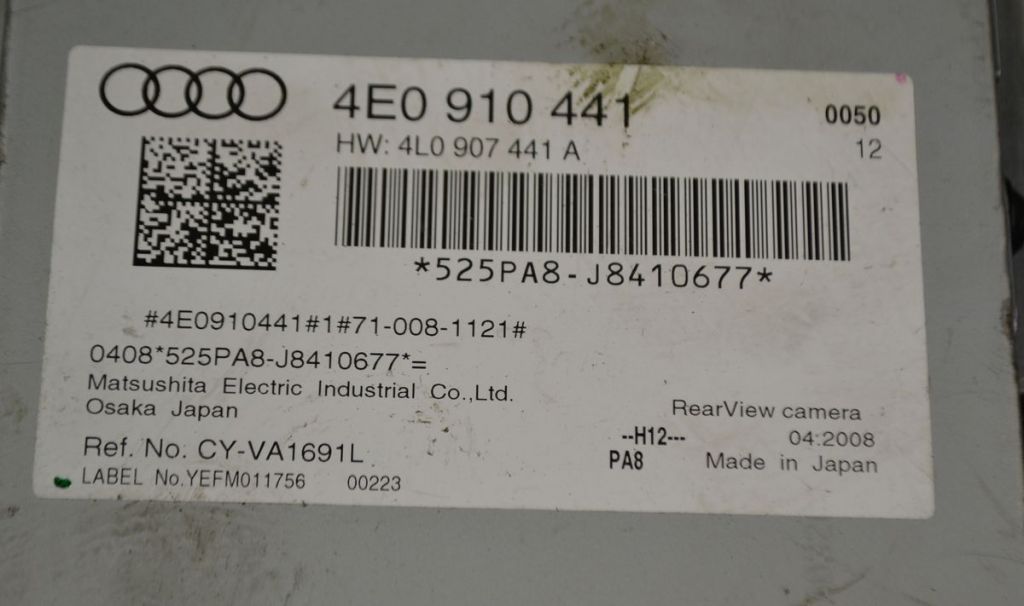 4E0 910 441
0050
HW: 4L0 907 441 A
12
*525PA8-J8410677*
#4E0910441#1#71-008-1121#
0408*525PA8-J8410677*=
Matsushita Electric Industrial Co.,Ltd.
Osaka Japan
RearView camera
--H12---
04:2008
Ref. No: CY-VA1691L
PA8
Made in Japan
LABEL No.YEFM011756
00223